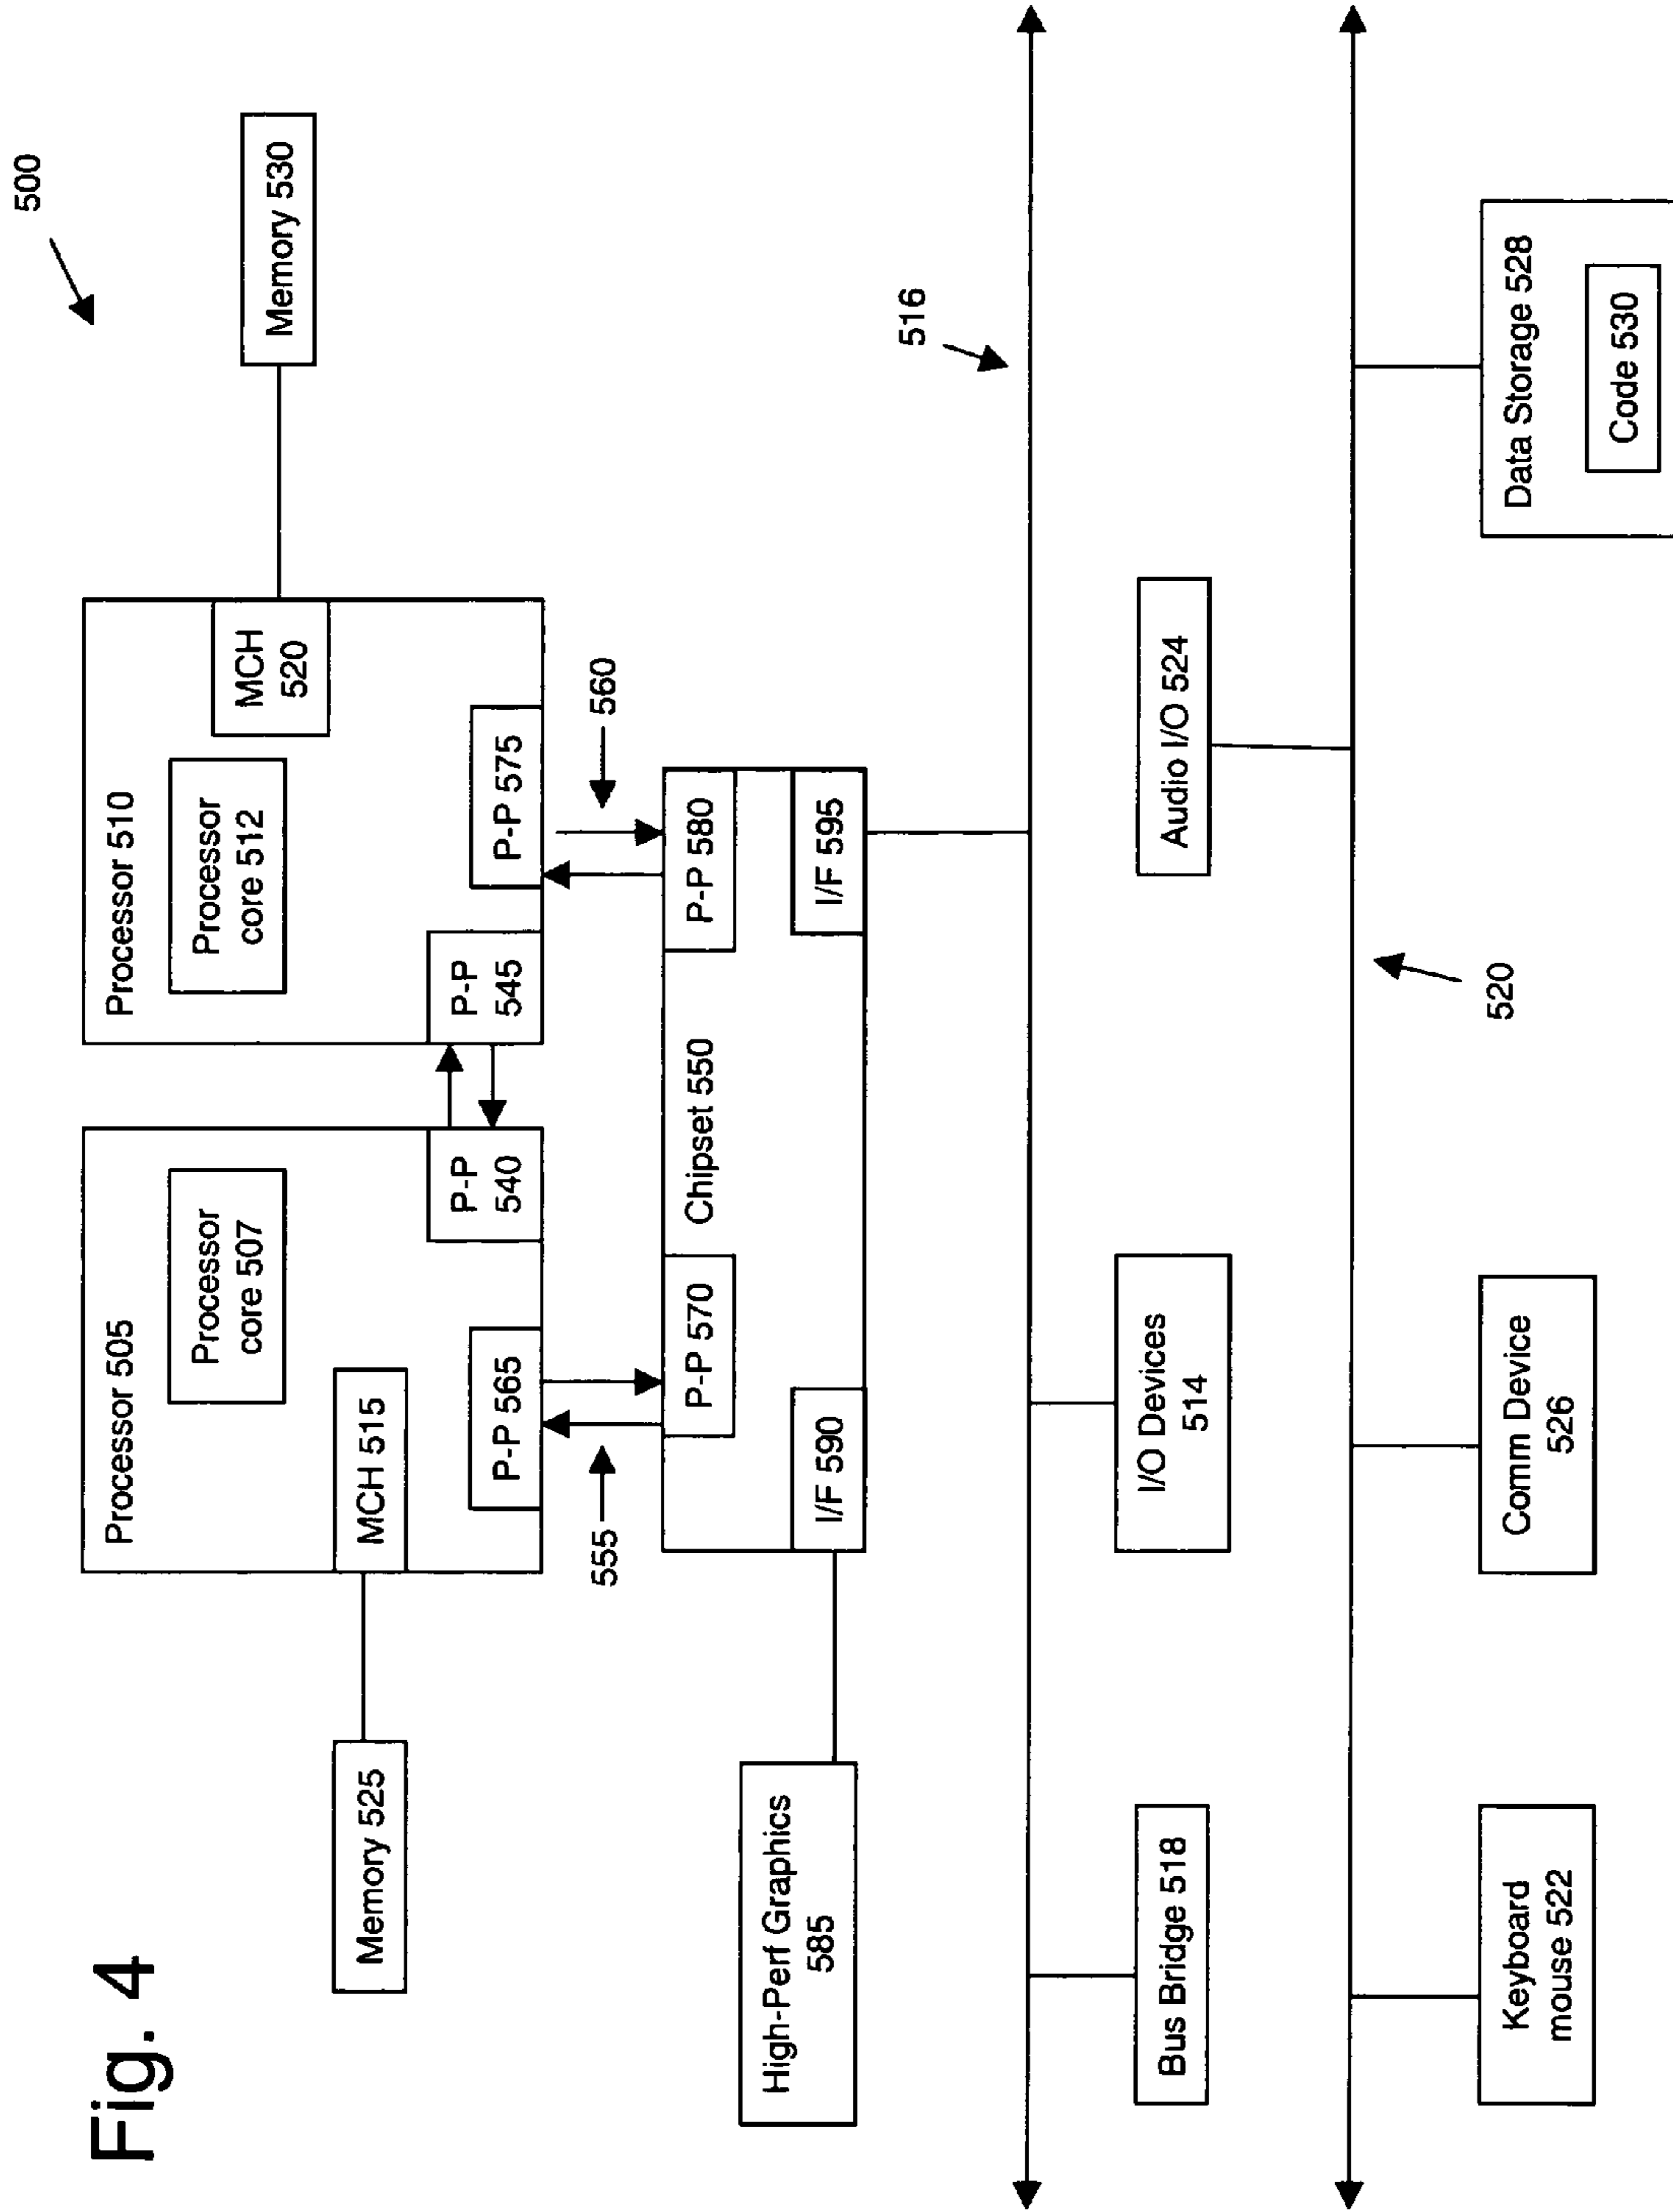 Fig. 4
500
Processor 505
Processor
core 507
MCH 515
P-P 565
P-P
540
Processor 510
Processor
core 512
MCH
520
P-P
545
P-P 575
Memory 525
Memory 530
555
560
P-P 570
Chipset 550
P-P 580
I/F 590
I/F 595
High-Perf Graphics
585
516
Bus Bridge 518
I/O Devices
514
Audio I/O 524
520
Keyboard
mouse 522
Comm Device
526
Data Storage 528
Code 530